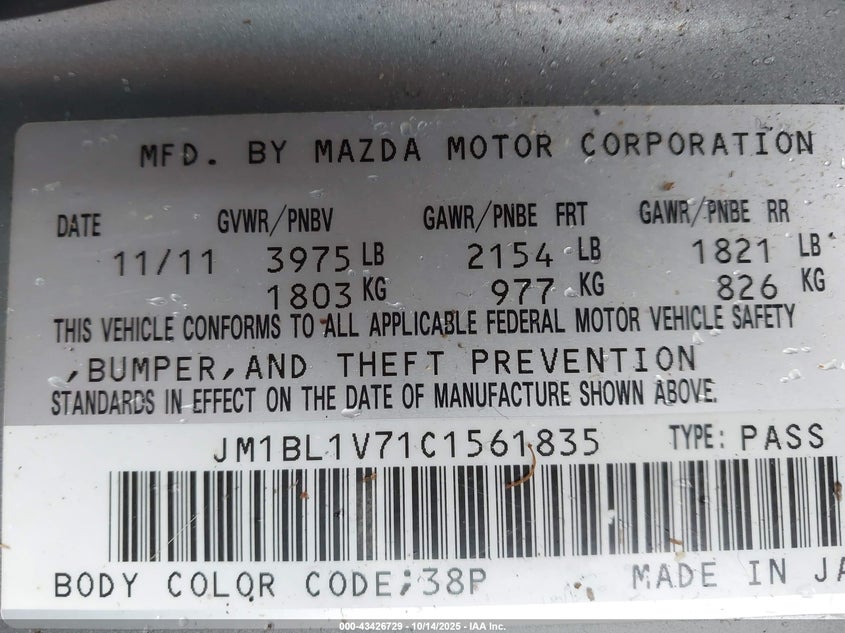 MFD. BY MAZDA MOTOR CORPORATION
DATE GVWR/PNBV GAWR/PNBE FRT GAWR/PNBE RR
11/11 3975 LB 2154 LB 1821 LB
1803 KG 977 KG 826 KG
THIS VEHICLE CONFORMS TO ALL APPLICABLE FEDERAL MOTOR VEHICLE SAFETY
,BUMPER,AND THEFT PREVENTION
STANDARDS IN EFFECT ON THE DATE OF MANUFACTURE SHOWN ABOVE.
JM1BL1V71C1561835 TYPE: PASS
BODY COLOR CODE;38P MADE IN JA
000-43426729 - 10/14/2025 - IAA Inc.